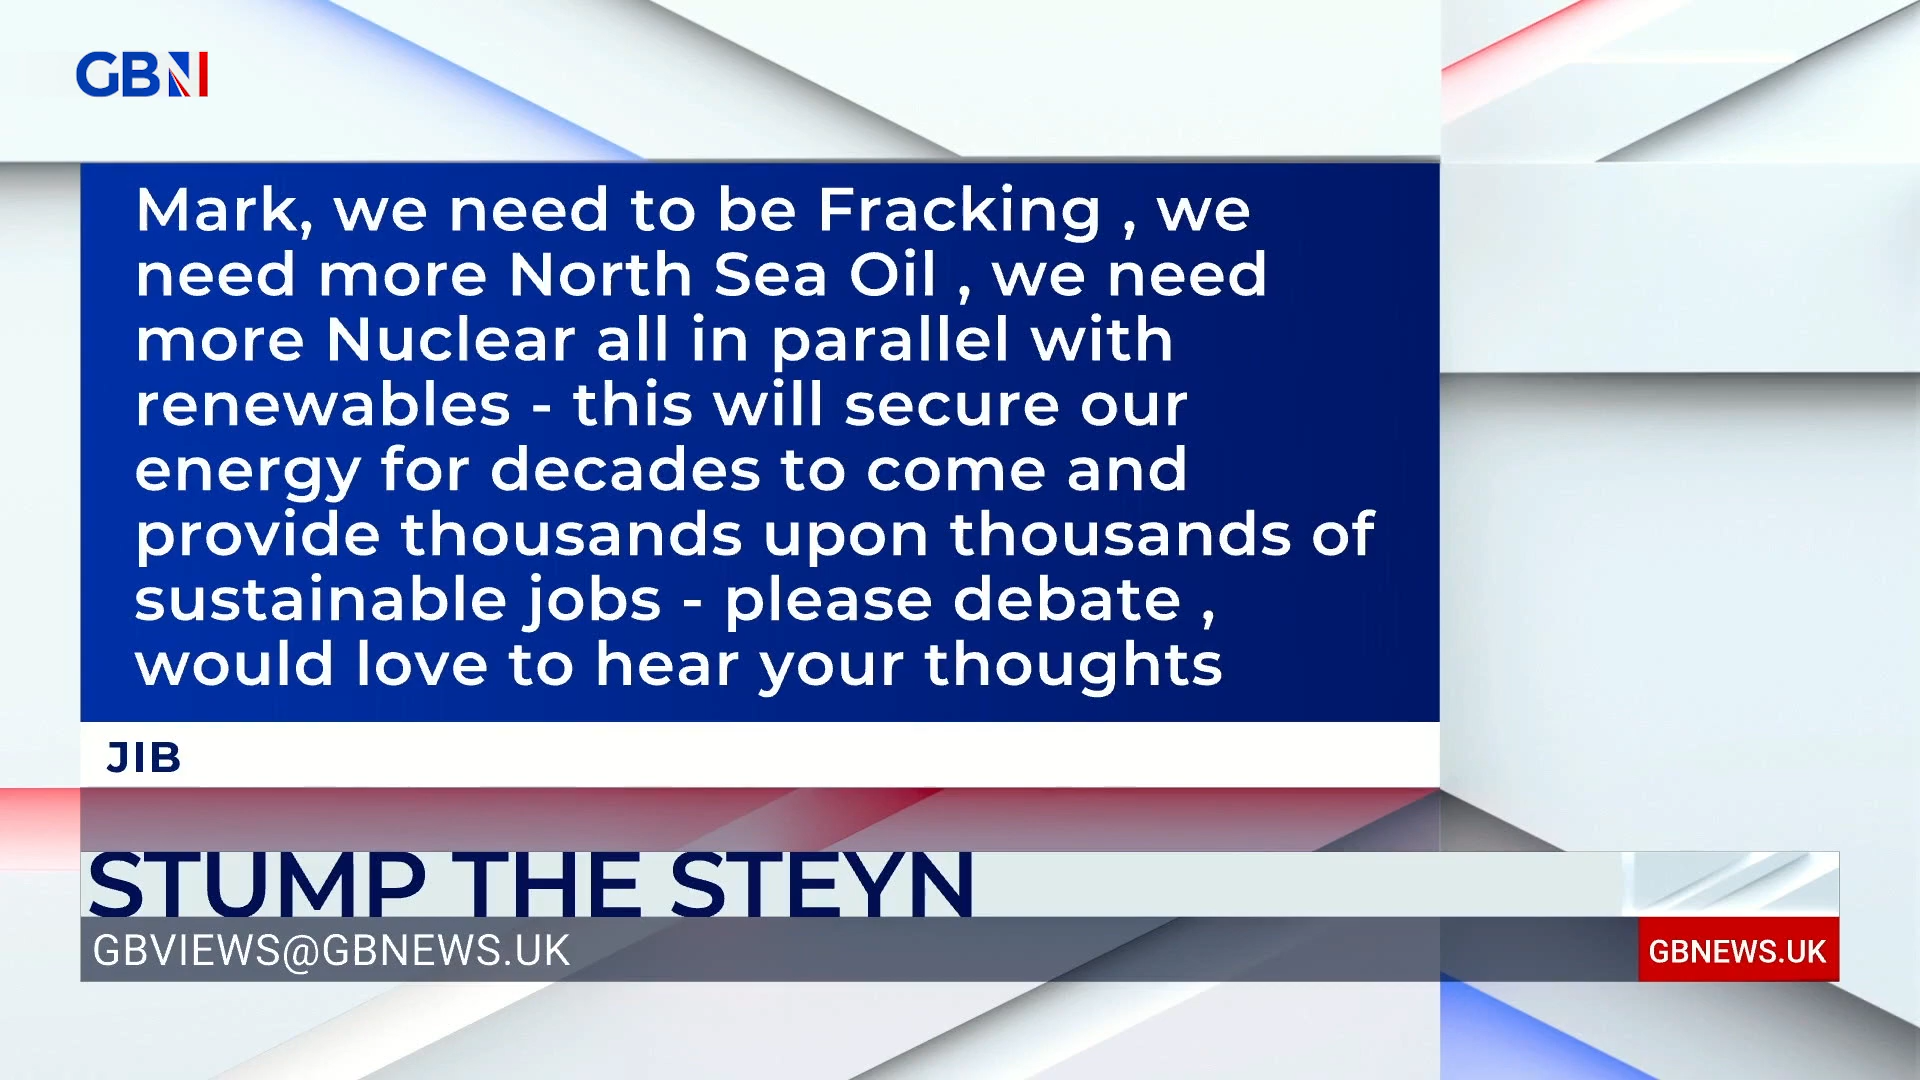 GBN
Mark, we need to be Fracking , we
need more North Sea Oil , we need
more Nuclear all in parallel with
renewables - this will secure our
energy for decades to come and
provide thousands upon thousands of
sustainable jobs - please debate ,
would love to hear your thoughts
JIB
STUMP THE STEYN
GBVIEWS@GBNEWS.UK
GBNEWS.UK